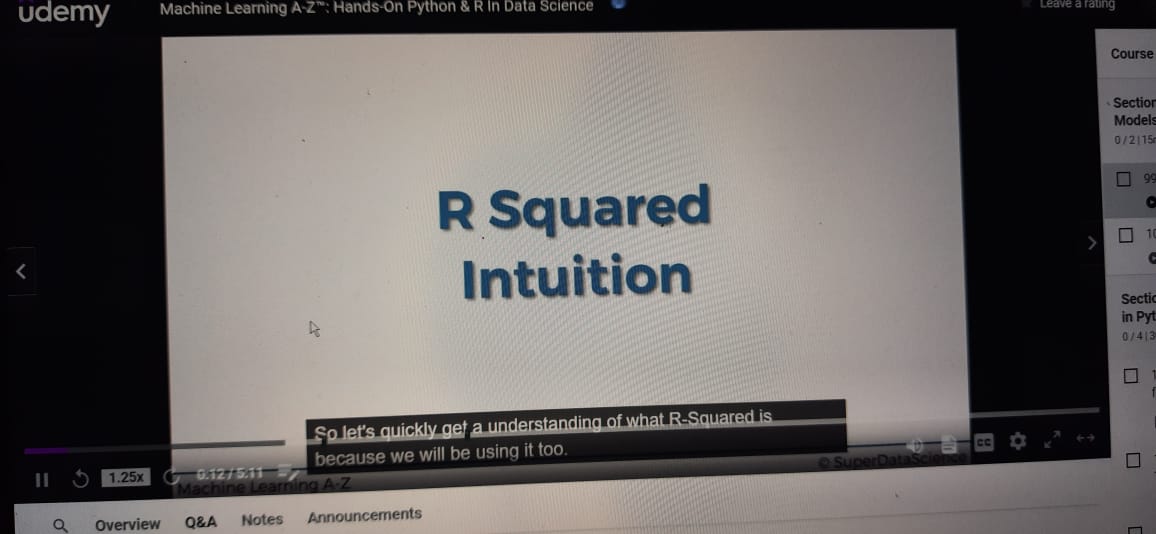 udemy
Machine Learning A-Z™: Hands-On Python & R In Data Science
Leave a rating
R Squared
Intuition
So let's quickly get a understanding of what R-Squared is
because we will be using it too.
1.25x
0:12 / 5:11
CC
© SuperDataScience
Machine Learning A-Z
Overview Q&A Notes Announcements
Course
Section
Models
0 / 2 | 15
99
10
in Pyt
0 / 4 | 3